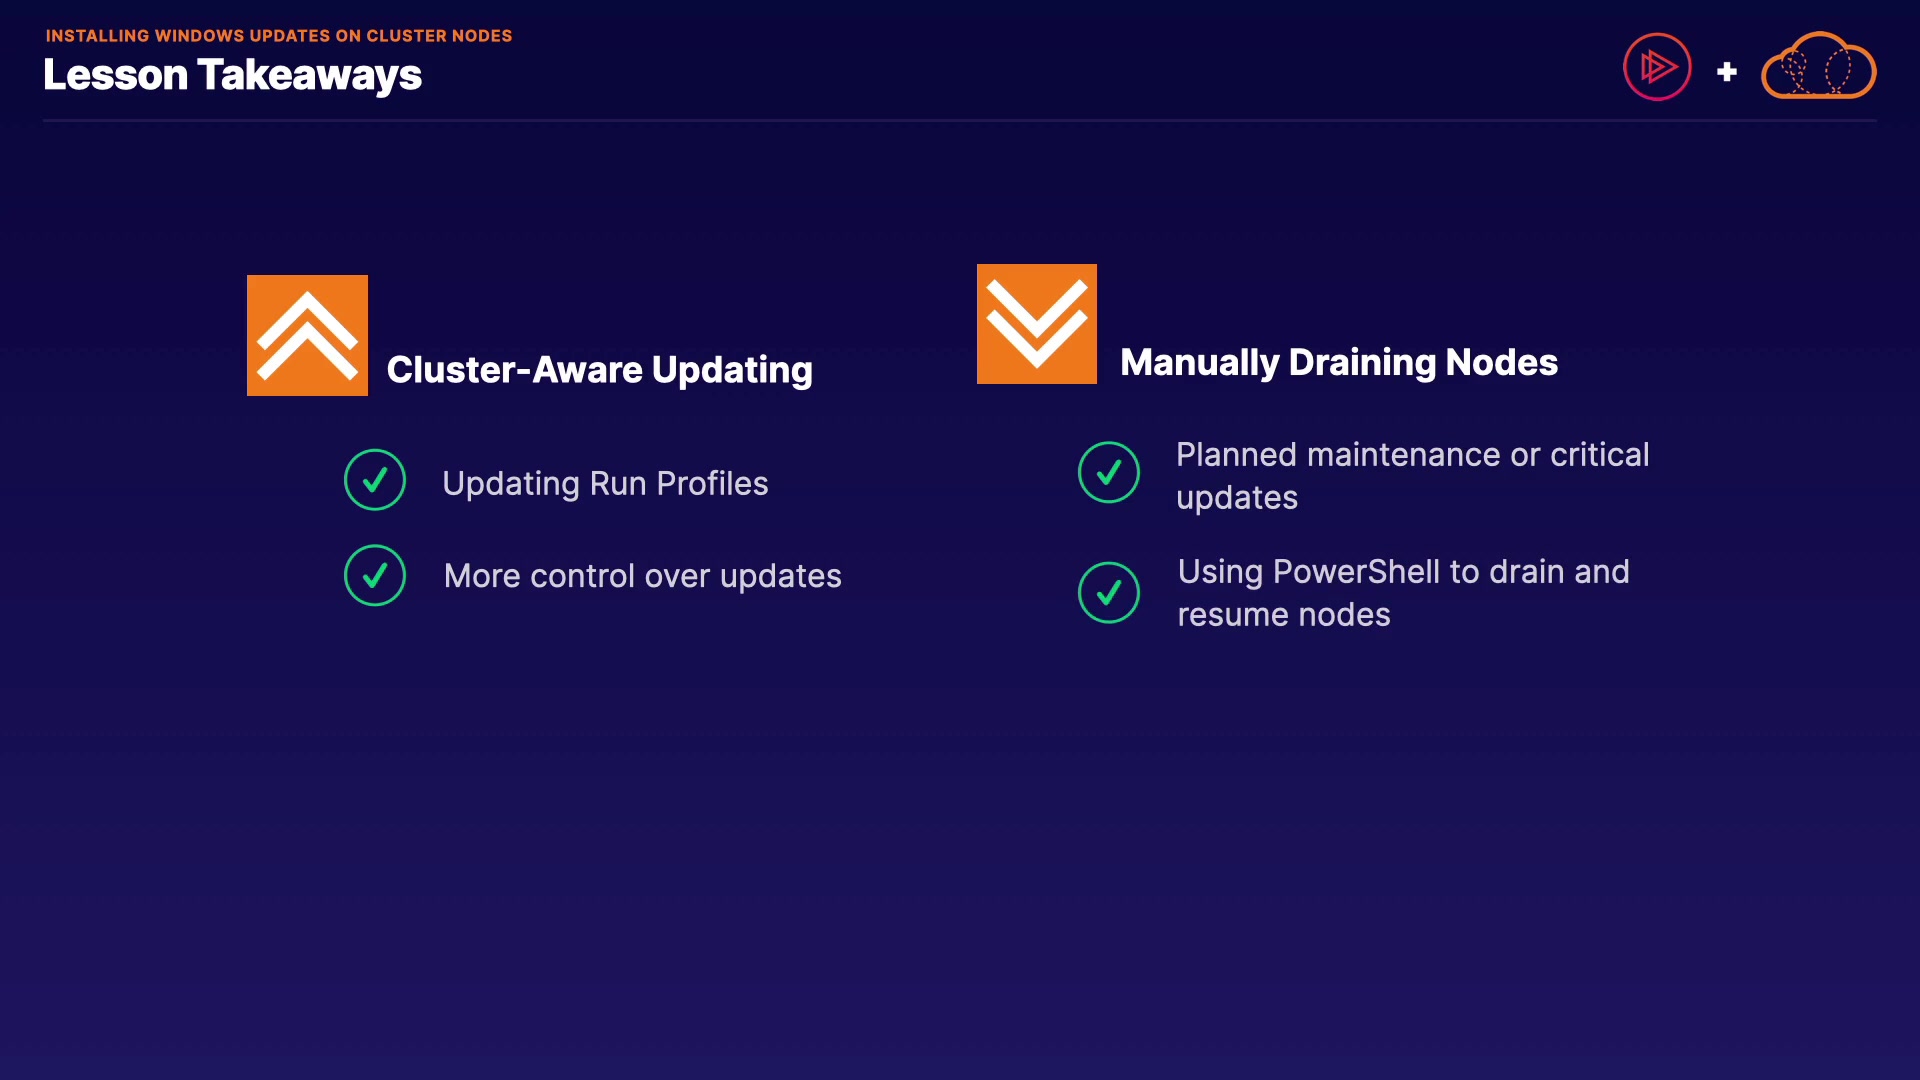 INSTALLING WINDOWS UPDATES ON CLUSTER NODES
Lesson Takeaways
Cluster-Aware Updating
Updating Run Profiles
More control over updates
Manually Draining Nodes
Planned maintenance or critical
updates
Using PowerShell to drain and
resume nodes